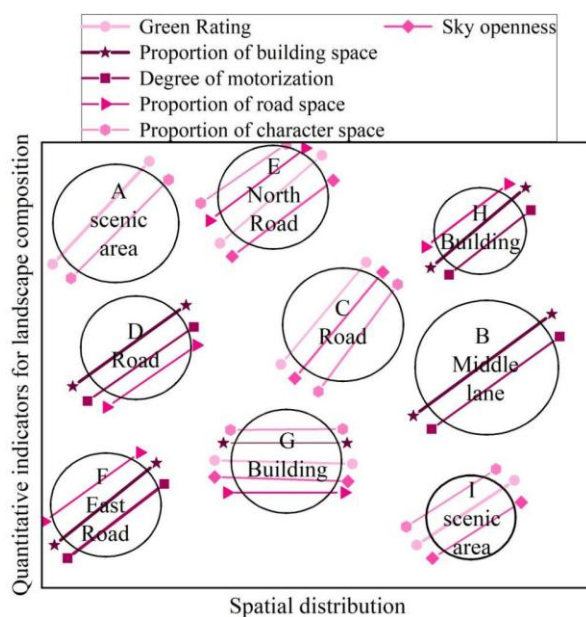 Green Rating
Sky openness
Proportion of building space
Degree of motorization
Proportion of road space
Proportion of character space
Quantitative indicators for landscape composition
A
scenic
area
E
North
Road
H
Building
C
Road
D
Road
B
Middle
lane
G
Building
F
East
Road
I
scenic
area
Spatial distribution